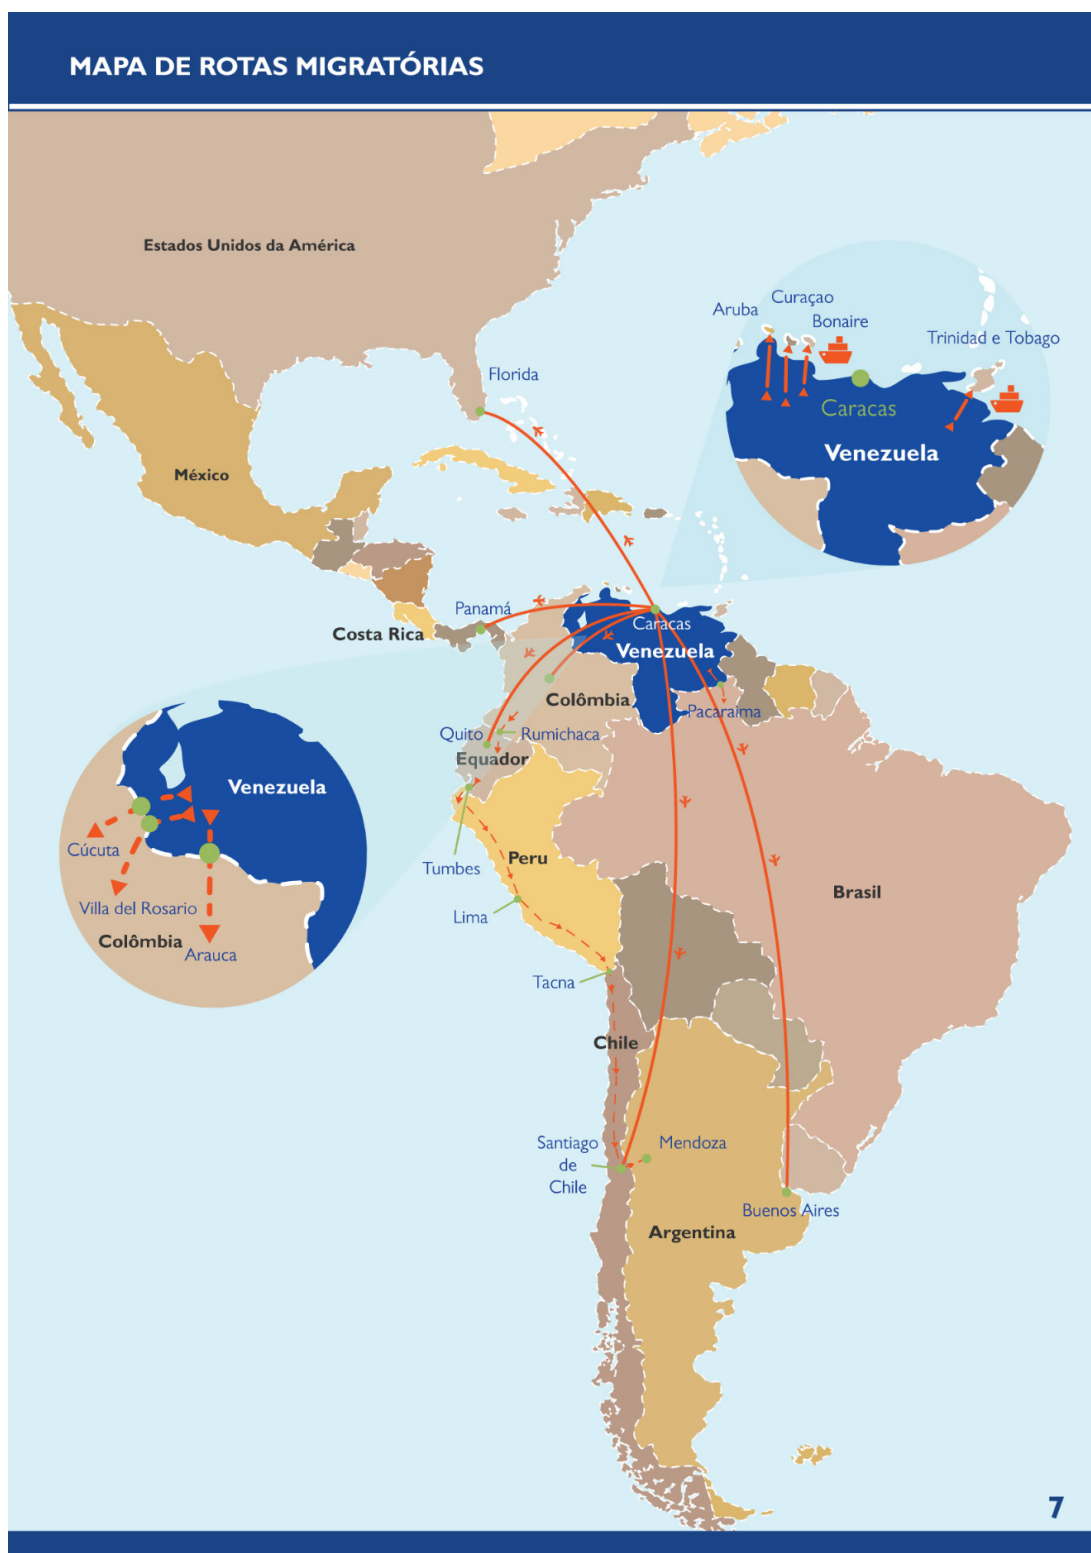 MAPA DE ROTAS MIGRATÓRIAS
Estados Unidos da América
Florida
México
Aruba
Curaçao
Bonaire
Trinidad e Tobago
Caracas
Venezuela
Panamá
Costa Rica
Caracas
Venezuela
Colômbia
Pacaraima
Quito
Rumichaca
Equador
Venezuela
Cúcuta
Villa del Rosario
Colômbia
Arauca
Tumbes
Peru
Lima
Brasil
Tacna
Chile
Santiago
de
Chile
Mendoza
Buenos Aires
Argentina
7